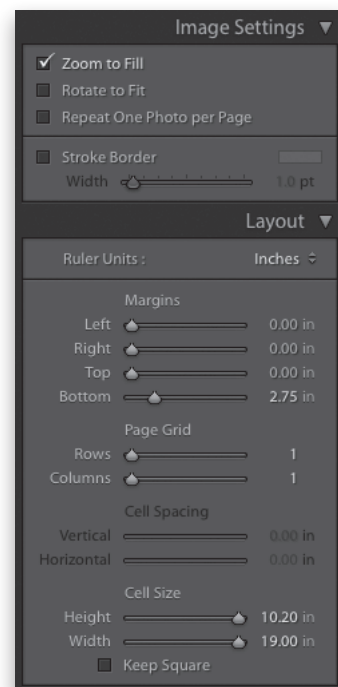 Image Settings
Zoom to Fill
Rotate to Fit
Repeat One Photo per Page
Stroke Border
Width 1.0 pt
Layout
Ruler Units : Inches
Margins
Left 0.00 in
Right 0.00 in
Top 0.00 in
Bottom 2.75 in
Page Grid
Rows 1
Columns 1
Cell Spacing
Vertical 0.00 in
Horizontal 0.00 in
Cell Size
Height 10.20 in
Width 19.00 in
Keep Square